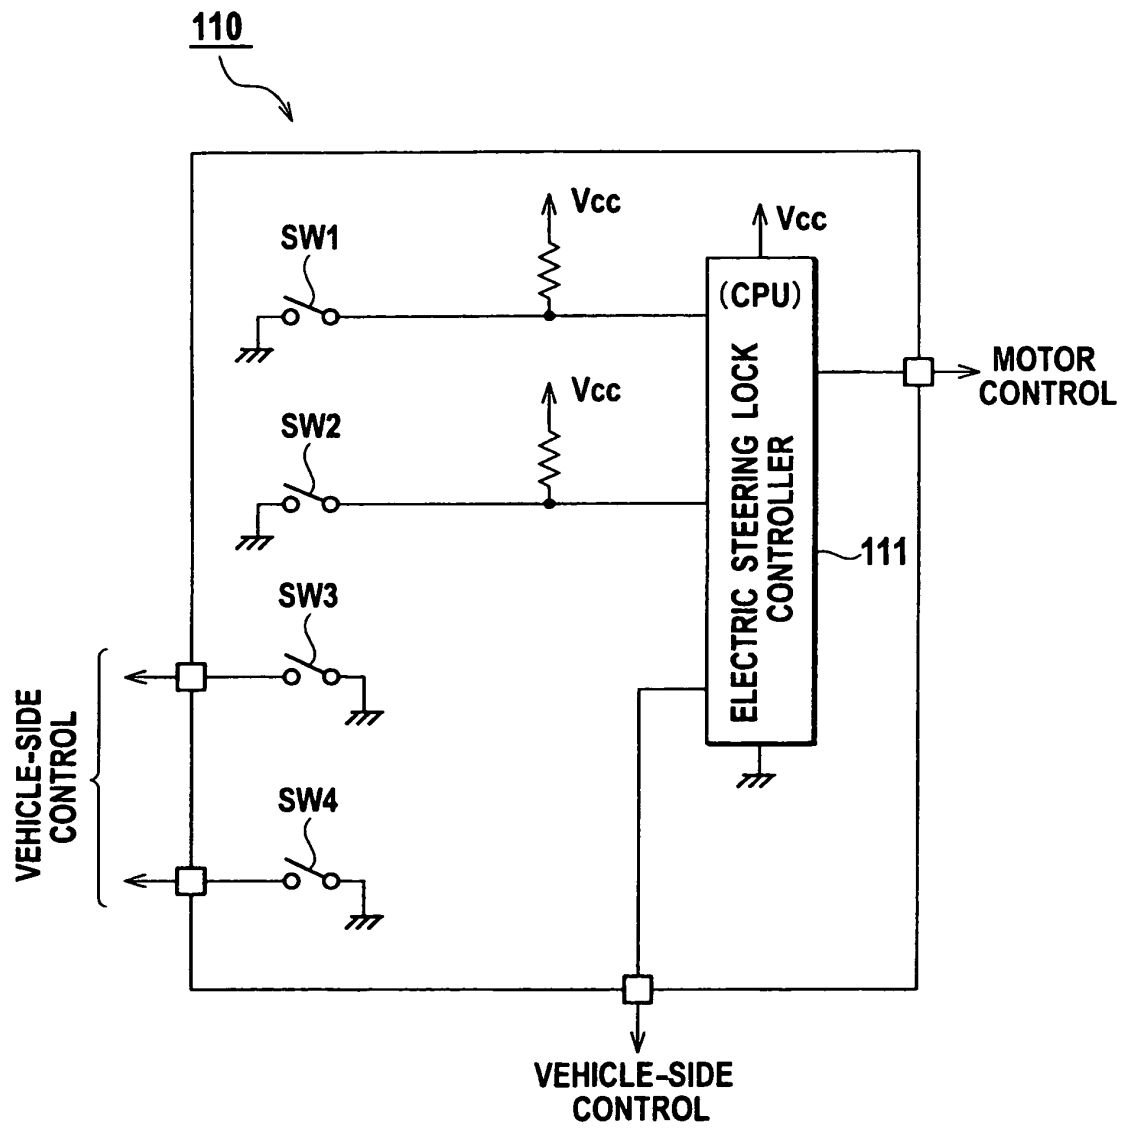 110
Vcc
Vcc
SW1
(CPU)
MOTOR
CONTROL
Vcc
SW2
ELECTRIC STEERING LOCK
CONTROLLER
111
SW3
VEHICLE-SIDE
CONTROL
SW4
VEHICLE-SIDE
CONTROL